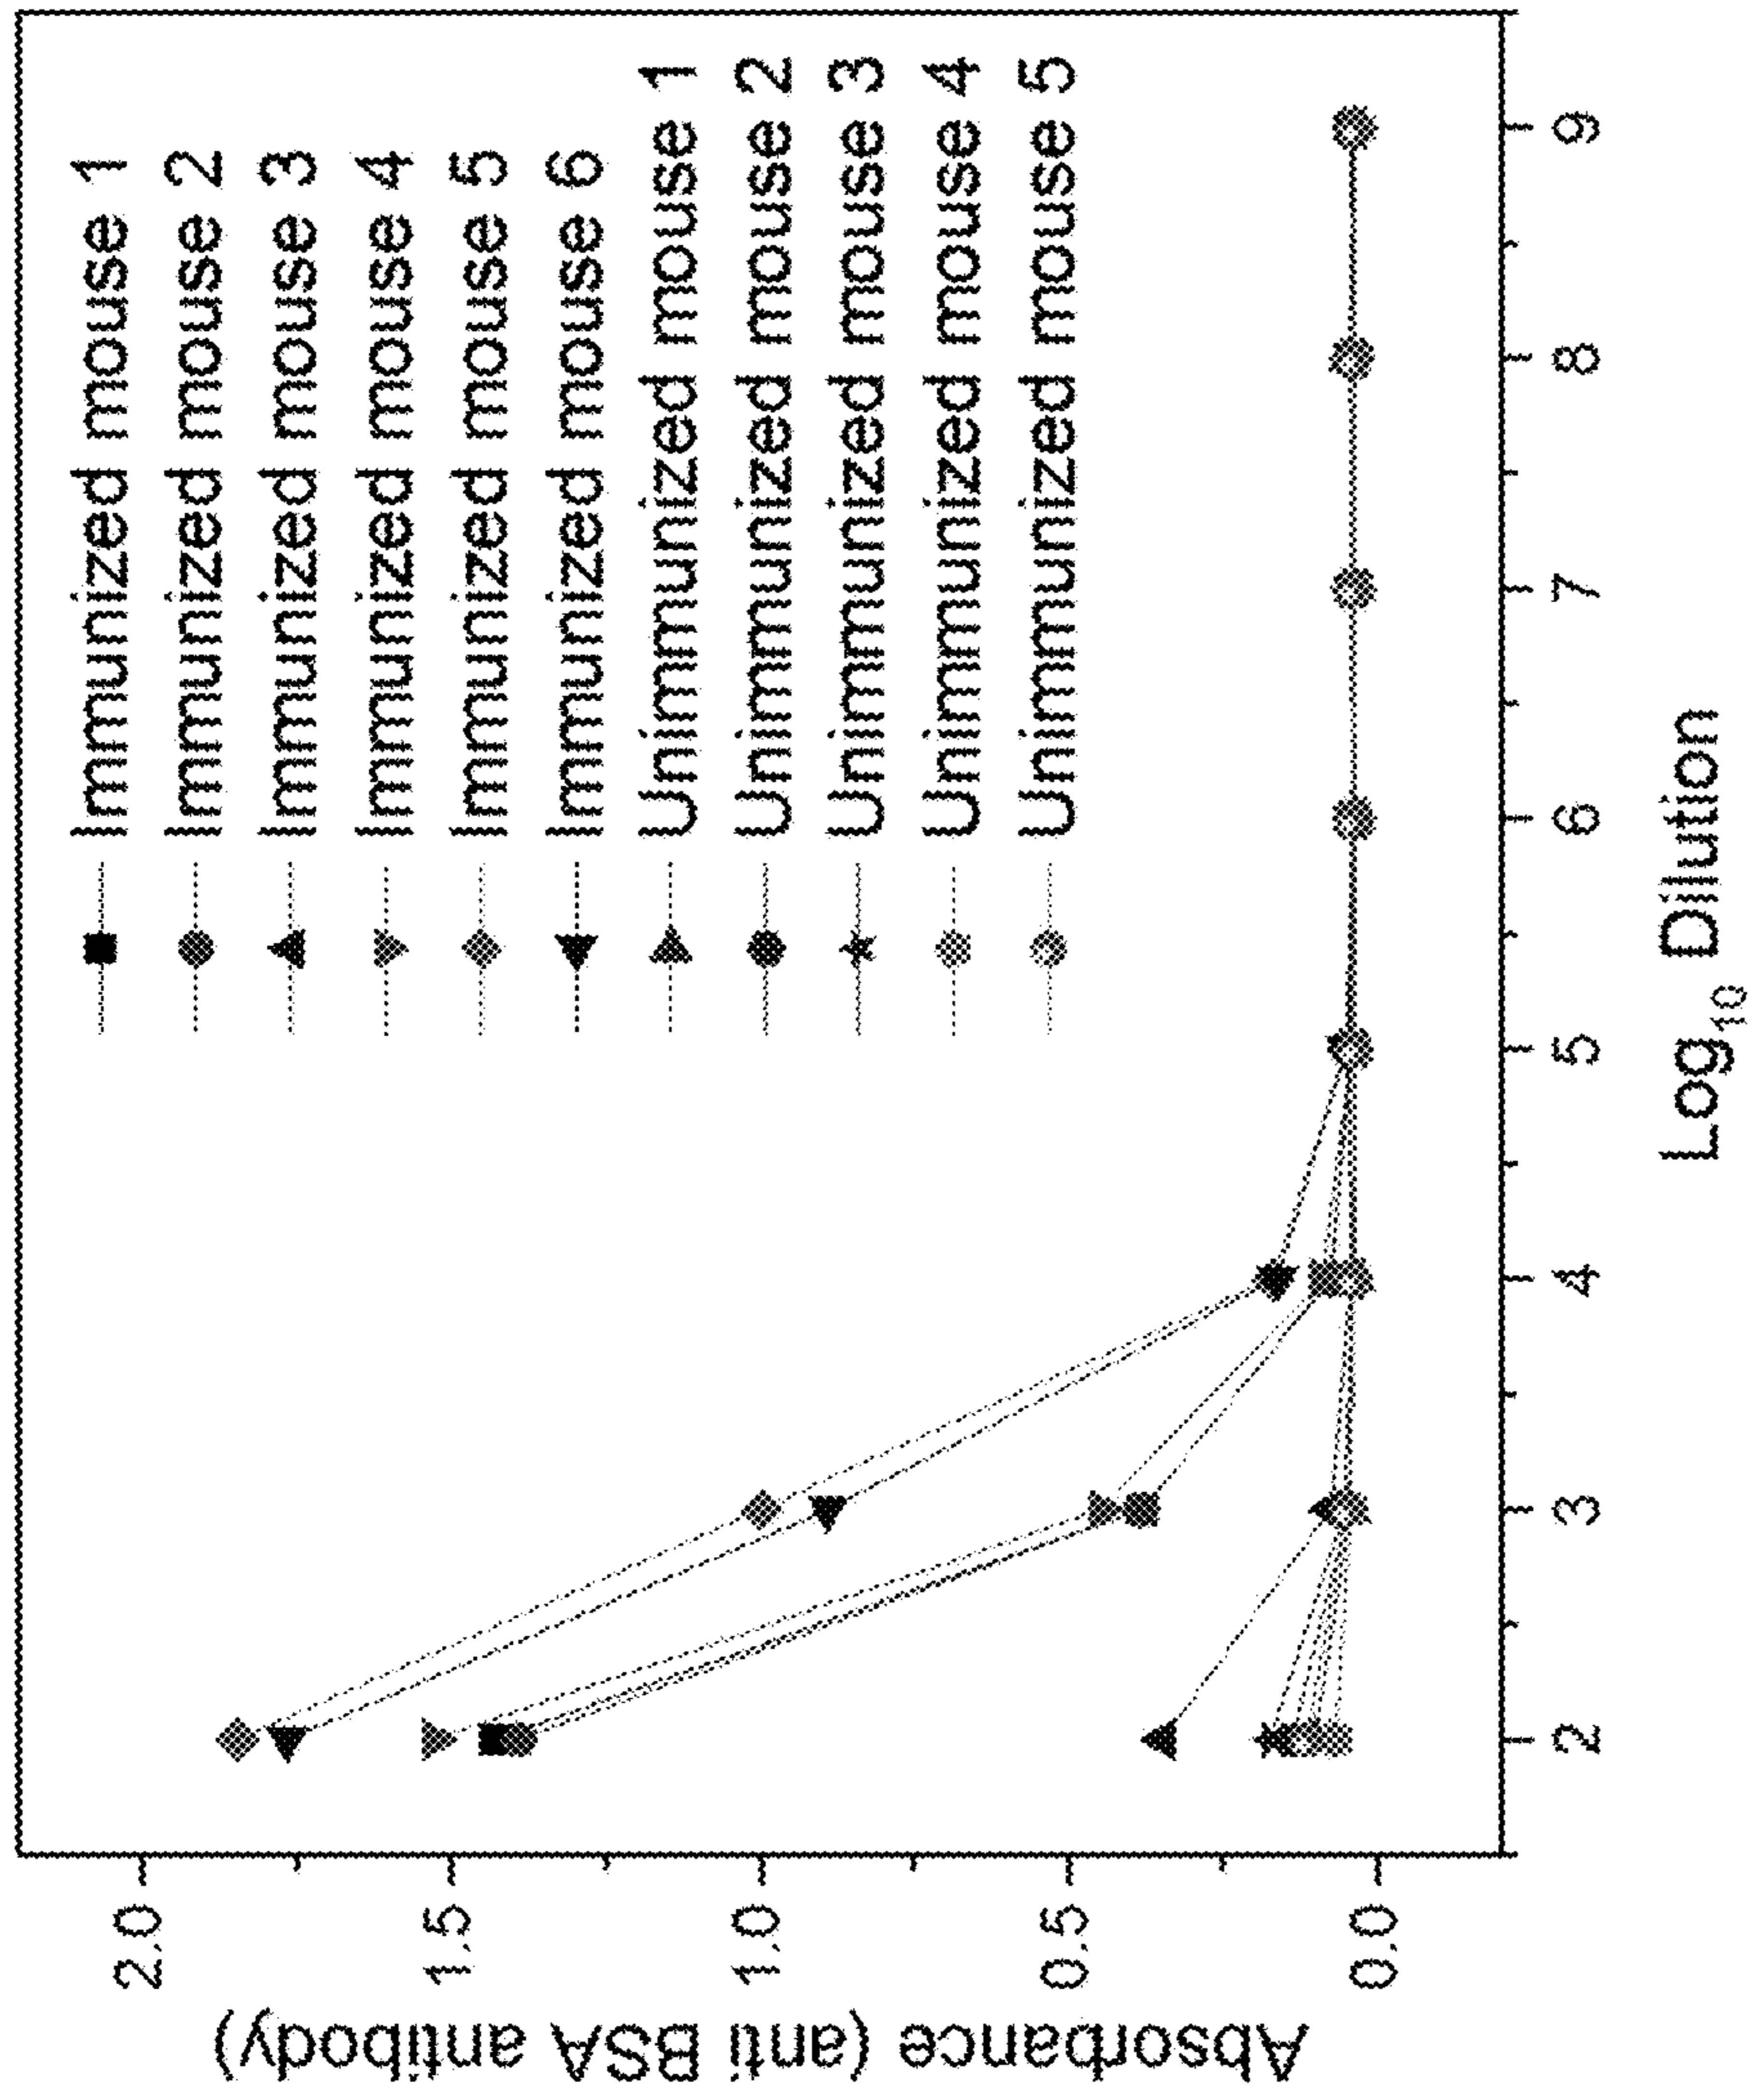 Immunized mouse 1
Immunized mouse 2
Immunized mouse 3
Immunized mouse 4
Immunized mouse 5
Immunized mouse 6
Unimmunized mouse 1
Unimmunized mouse 2
Unimmunized mouse 3
Unimmunized mouse 4
Unimmunized mouse 5
Absorbance (anti BSA antibody)
2.0
1.5
1.0
0.5
0.0
2 3 4 5 6 7 8 9
Log10 Dilution